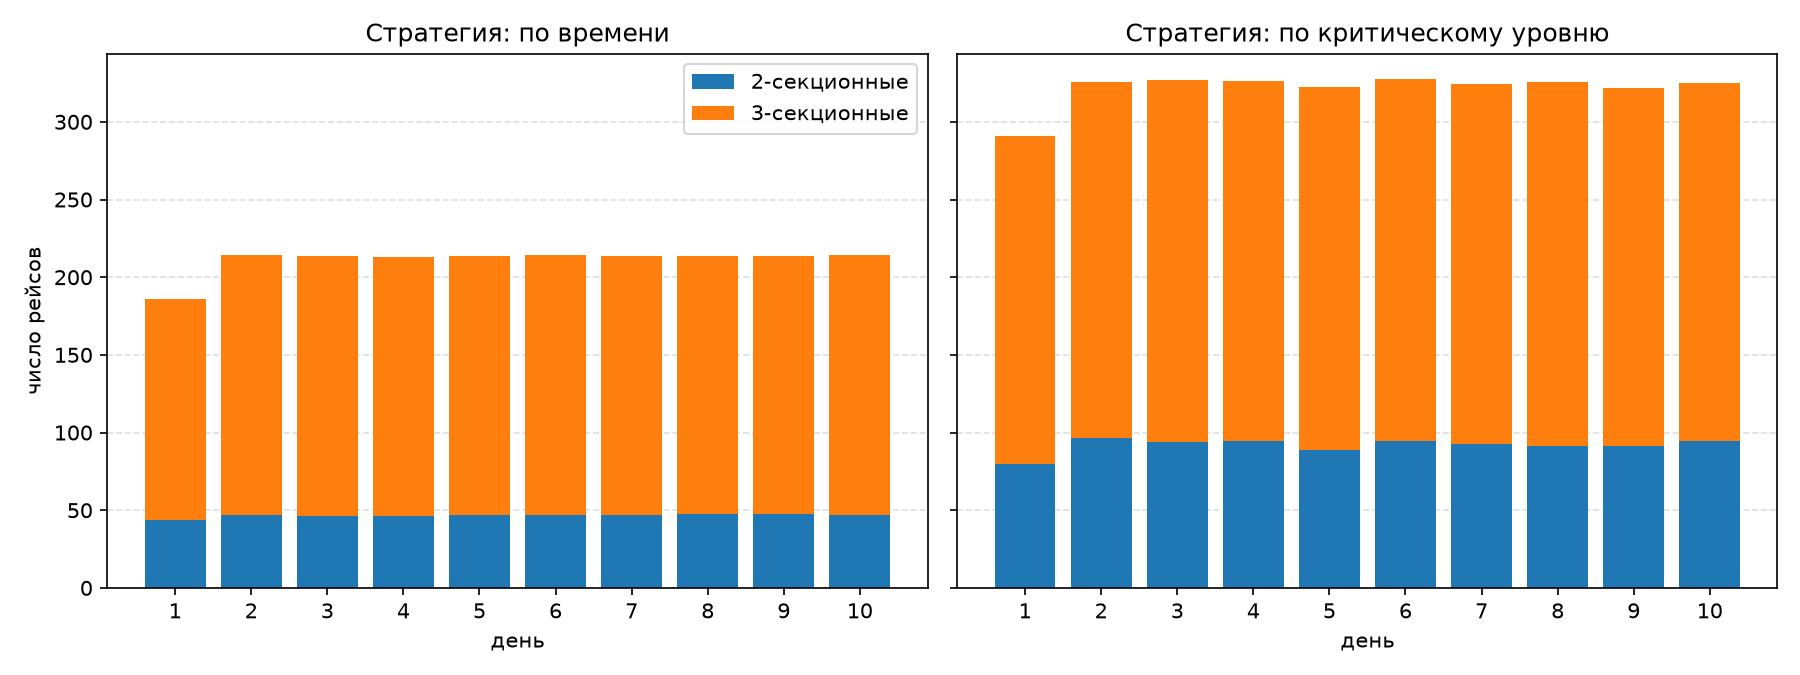 Стратегия: по времени
2-секционные
3-секционные
число рейсов
300
250
200
150
100
50
0
1 2 3 4 5 6 7 8 9 10
день
Стратегия: по критическому уровню
1 2 3 4 5 6 7 8 9 10
день